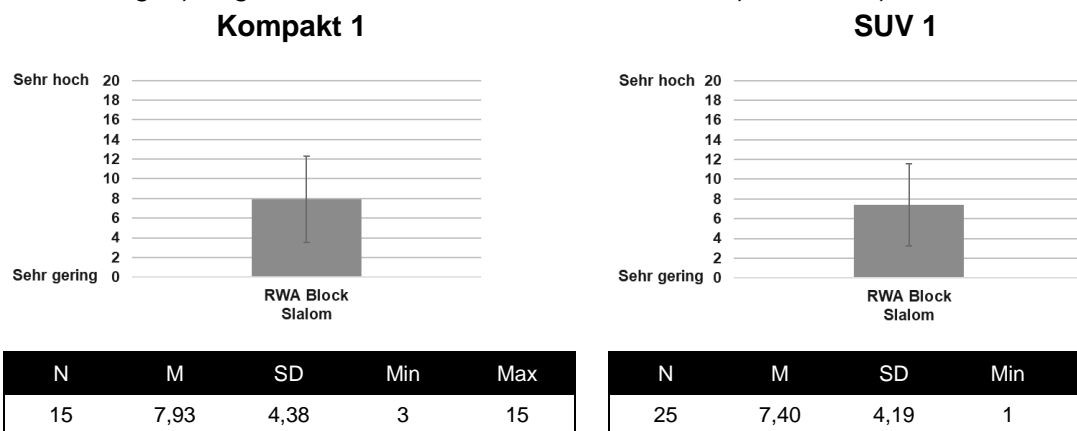 Kompakt 1
Sehr hoch 20
18
16
14
12
10
8
6
4
2
Sehr gering 0
RWA Block
Slalom
N M SD Min Max
15 7,93 4,38 3 15
SUV 1
Sehr hoch 20
18
16
14
12
10
8
6
4
2
Sehr gering 0
RWA Block
Slalom
N M SD Min
25 7,40 4,19 1